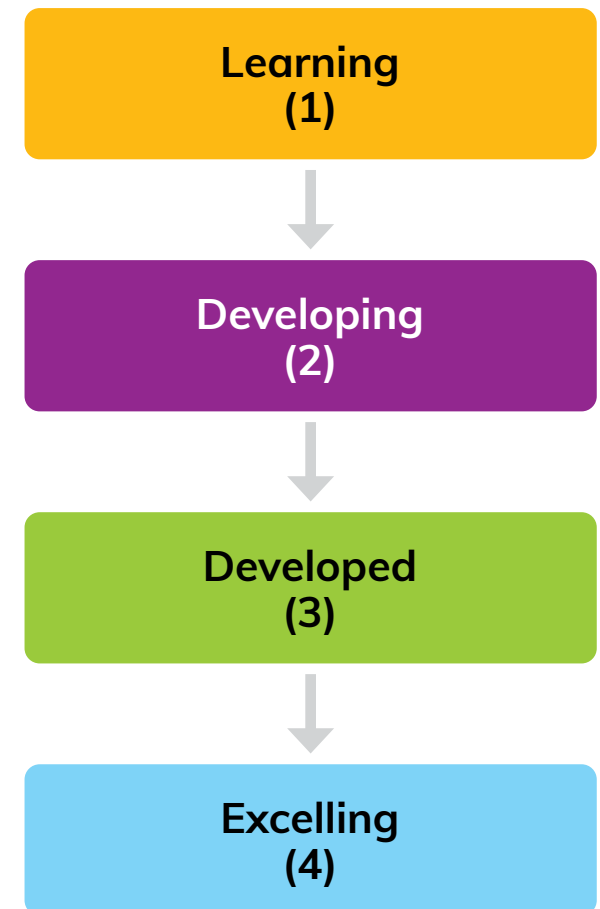 Learning
(1)
Developing
(2)
Developed
(3)
Excelling
(4)